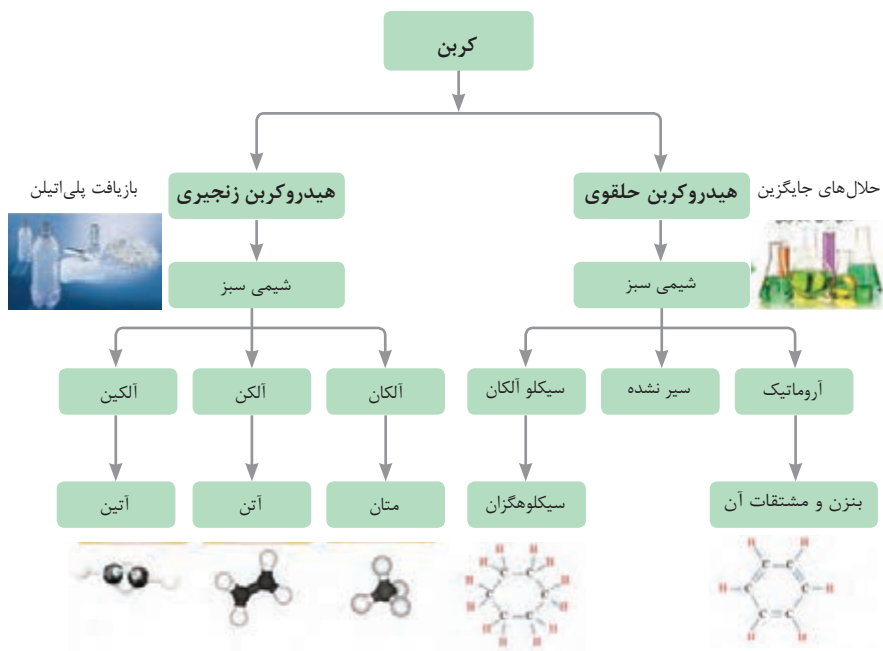 کربن
هیدروکربن حلقوی
هیدروکربن زنجیری
حلال‌های جایگزین
بازیافت پلی‌اتیلن
شیمی سبز
شیمی سبز
آروماتیک
سیر نشده
سیکلو آلکان
آلکان
آلکن
آلکین
بنزن و مشتقات آن
سیکلوهگزان
متان
آتن
آتین
H H
H C C H
C C
H C C H
H H
H H
H H
H C C H
H H
C C
H H
H C C H
H H
H H